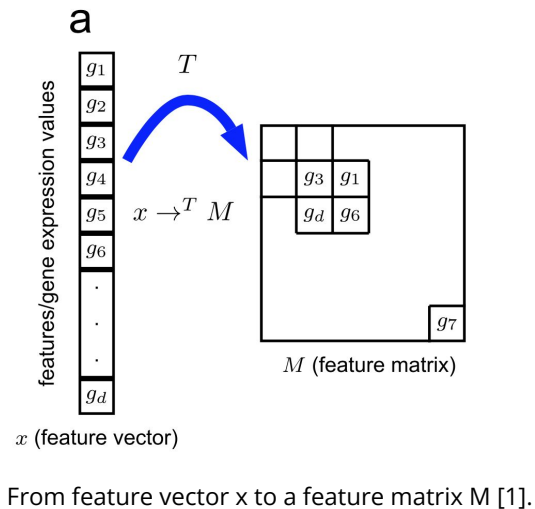 a
features/gene expression values
g1
g2
g3
g4
g5
g6
.
.
.
gd
x (feature vector)
T
x →T M
g3 g1
gd g6
g7
M (feature matrix)
From feature vector x to a feature matrix M [1].